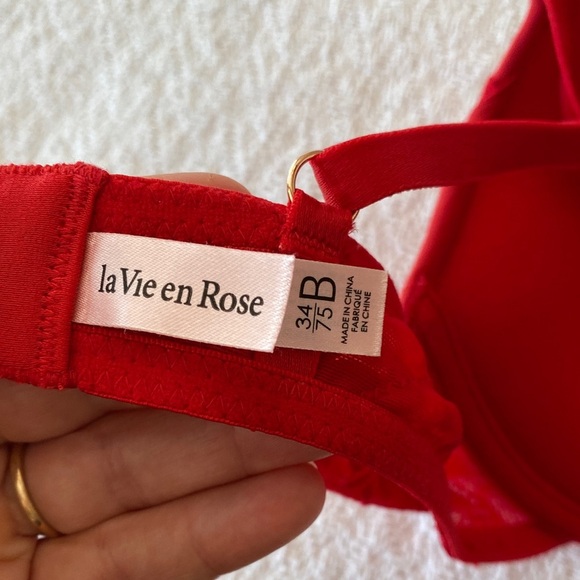 la Vie en Rose
34
75
B
MADE IN CHINA
FABRIQUÉ
EN CHINE